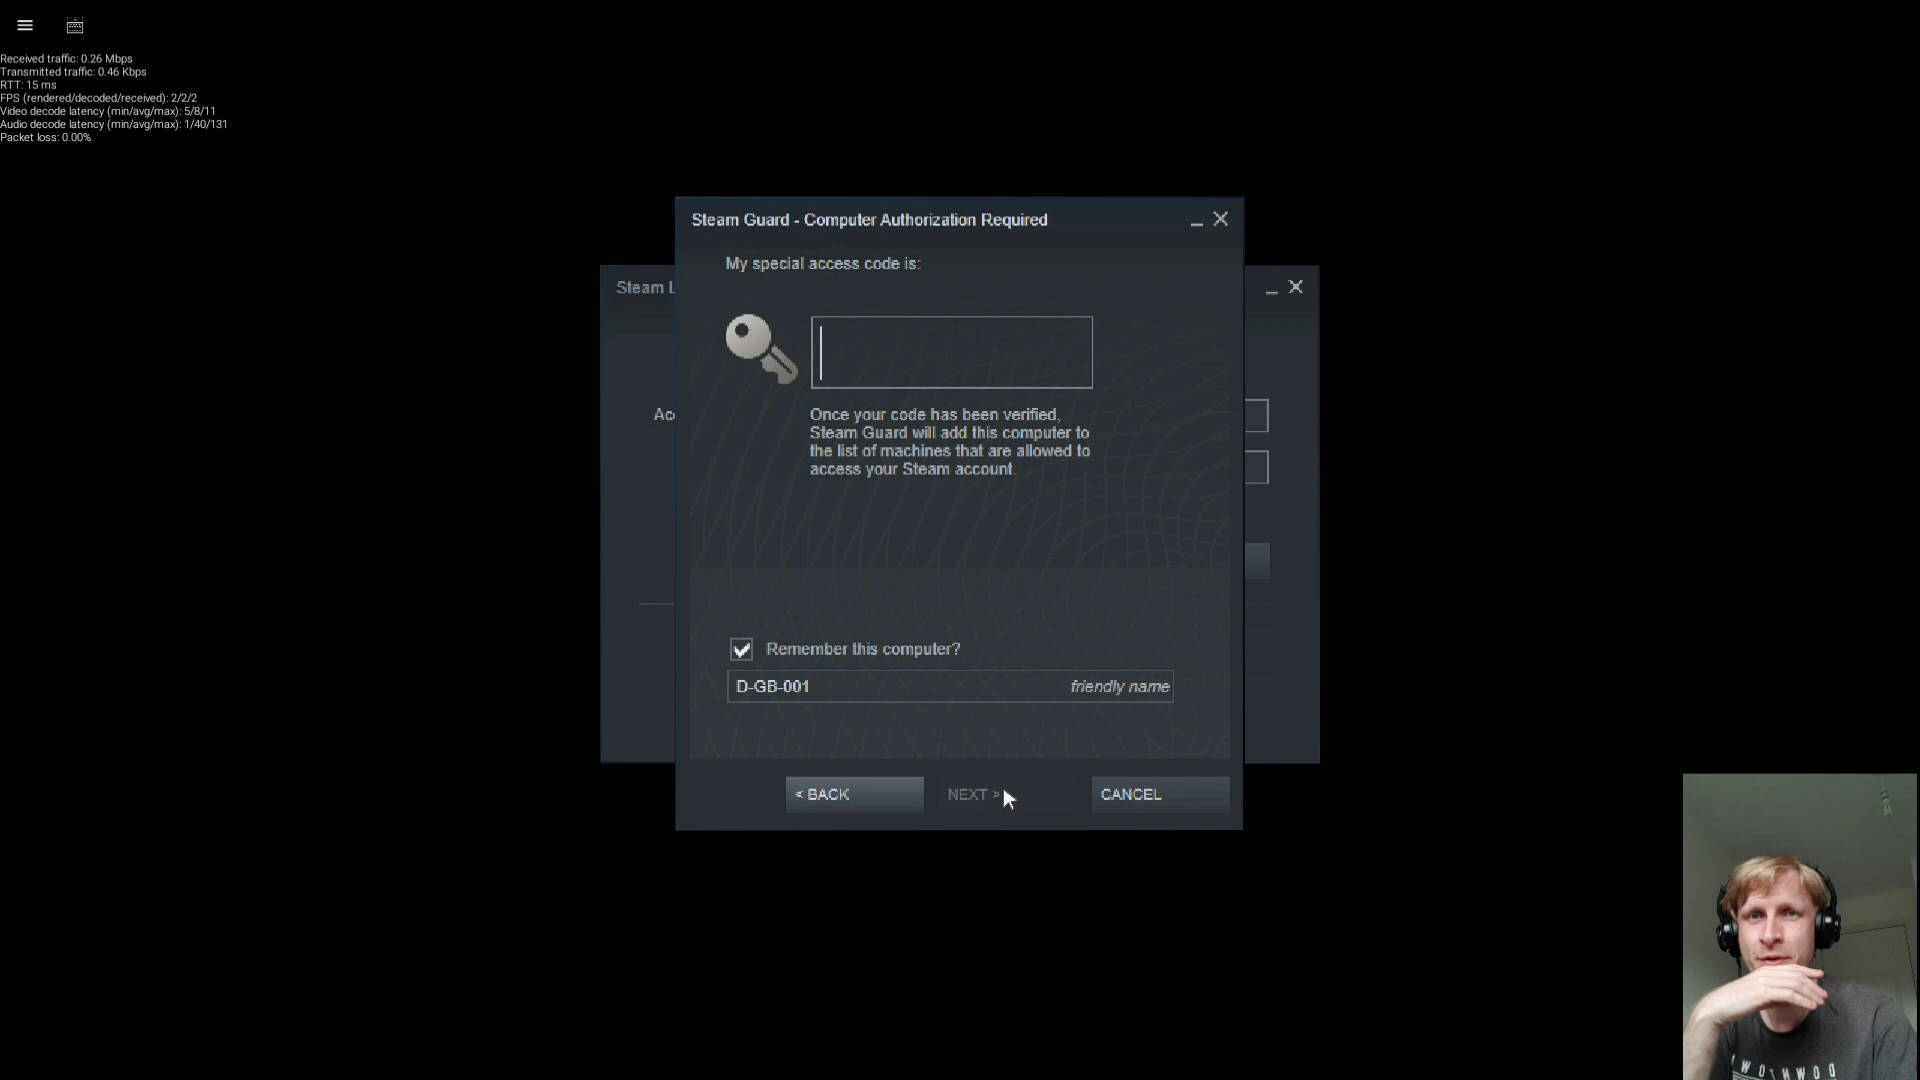 Received traffic: 0.26 Mbps
Transmitted traffic: 0.46 Kbps
RTT: 15 ms
FPS (rendered/decoded/received): 2/2/2
Video decode latency (min/avg/max): 5/8/11
Audio decode latency (min/avg/max): 1/40/131
Packet loss: 0.00%
Steam Guard - Computer Authorization Required
My special access code is:
Steam L
Acc
Once your code has been verified,
Steam Guard will add this computer to
the list of machines that are allowed to
access your Steam account.
Remember this computer?
D-GB-001 friendly name
< BACK NEXT > CANCEL